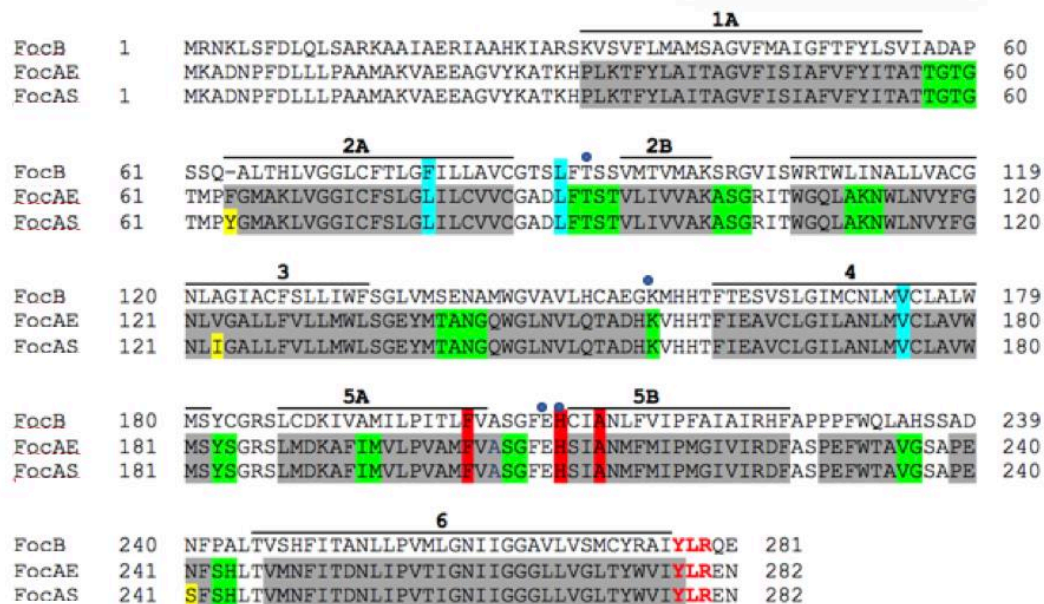 1A
FocB 1 MRNKLSFDLQLSARKAAIAERIAAHKIARSKVSVFLMAMSAGVFMAIGFTFYLSVIADAP 60
FocAE MKADNPFDLLLPAAMAKVAEEAGVYKATKHPLKTFYLAITAGVFISIAFVFYITATTGTG 60
FocAS 1 MKADNPFDLLLPAAMAKVAEEAGVYKATKHPLKTFYLAITAGVFISIAFVFYITATTGTG 60
2A 2B
FocB 61 SSQ-ALTHLVGGLCFTLGFILLAVCGTSLFTSSVMTVMAKSRGVISWRTWLINALLVACG 119
FocAE 61 TMPFGMAKLVGGICFSLGLILCVVCGADLFTSTVLIVVAKASGRITWGQLAKNWLNVYFG 120
FocAS 61 TMPYGMAKLVGGICFSLGLILCVVCGADLFTSTVLIVVAKASGRITWGQLAKNWLNVYFG 120
3 4
FocB 120 NLAGIACFSLLIWFSGLVMSENAMWGVAVLHCAEGKMHHTFTESVSLGIMCNLMVCLALW 179
FocAE 121 NLVGALLFVLLMWLSGEYMTANGQWGLNVLQTADHKVHHTFIEAVCLGILANLMVCLAVW 180
FocAS 121 NLIGALLFVLLMWLSGEYMTANGQWGLNVLQTADHKVHHTFIEAVCLGILANLMVCLAVW 180
5A 5B
FocB 180 MSYCGRSLCDKIVAMILPITLFVASGFEHCIANLFVIPFAIAIRHFAPPPFWQLAHSSAD 239
FocAE 181 MSYSGRSLMDKAFIMVLPVAMFVASGFEHSIANMFMIPMGIVIRDFASPEFWTAVGSAPE 240
FocAS 181 MSYSGRSLMDKAFIMVLPVAMFVASGFEHSIANMFMIPMGIVIRDFASPEFWTAVGSAPE 240
6
FocB 240 NFPALTVSHFITANLLPVMLGNIIGGAVLVSMCYRAIYLRQE 281
FocAE 241 NFSHLTVMNFITDNLIPVTIGNIIGGGLLVGLTYWVIYLREN 282
FocAS 241 SFSHLTVMNFITDNLIPVTIGNIIGGGLLVGLTYWVIYLREN 282